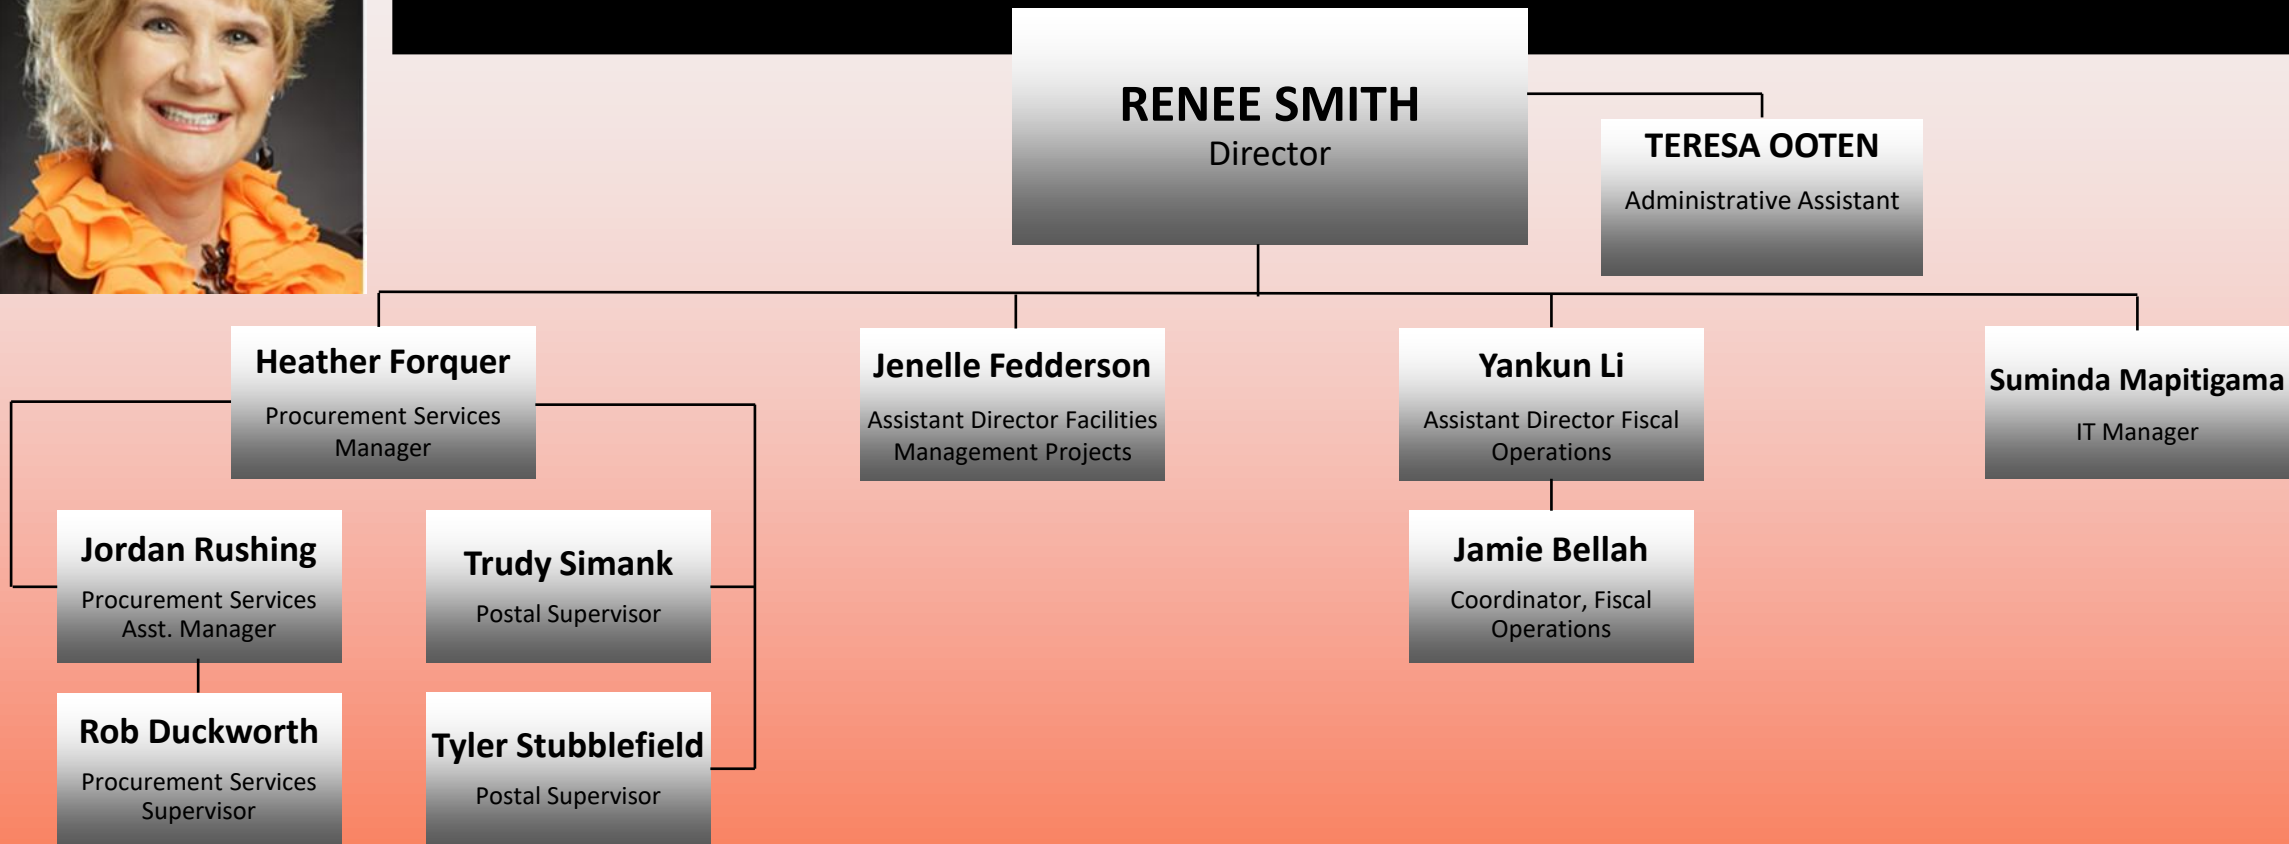 RENEE SMITH
Director
TERESA OOTEN
Administrative Assistant
Heather Forquer
Procurement Services
Manager
Jenelle Fedderson
Assistant Director Facilities
Management Projects
Yankun Li
Assistant Director Fiscal
Operations
Suminda Mapitigama
IT Manager
Jordan Rushing
Procurement Services
Asst. Manager
Trudy Simank
Postal Supervisor
Jamie Bellah
Coordinator, Fiscal
Operations
Rob Duckworth
Procurement Services
Supervisor
Tyler Stubblefield
Postal Supervisor